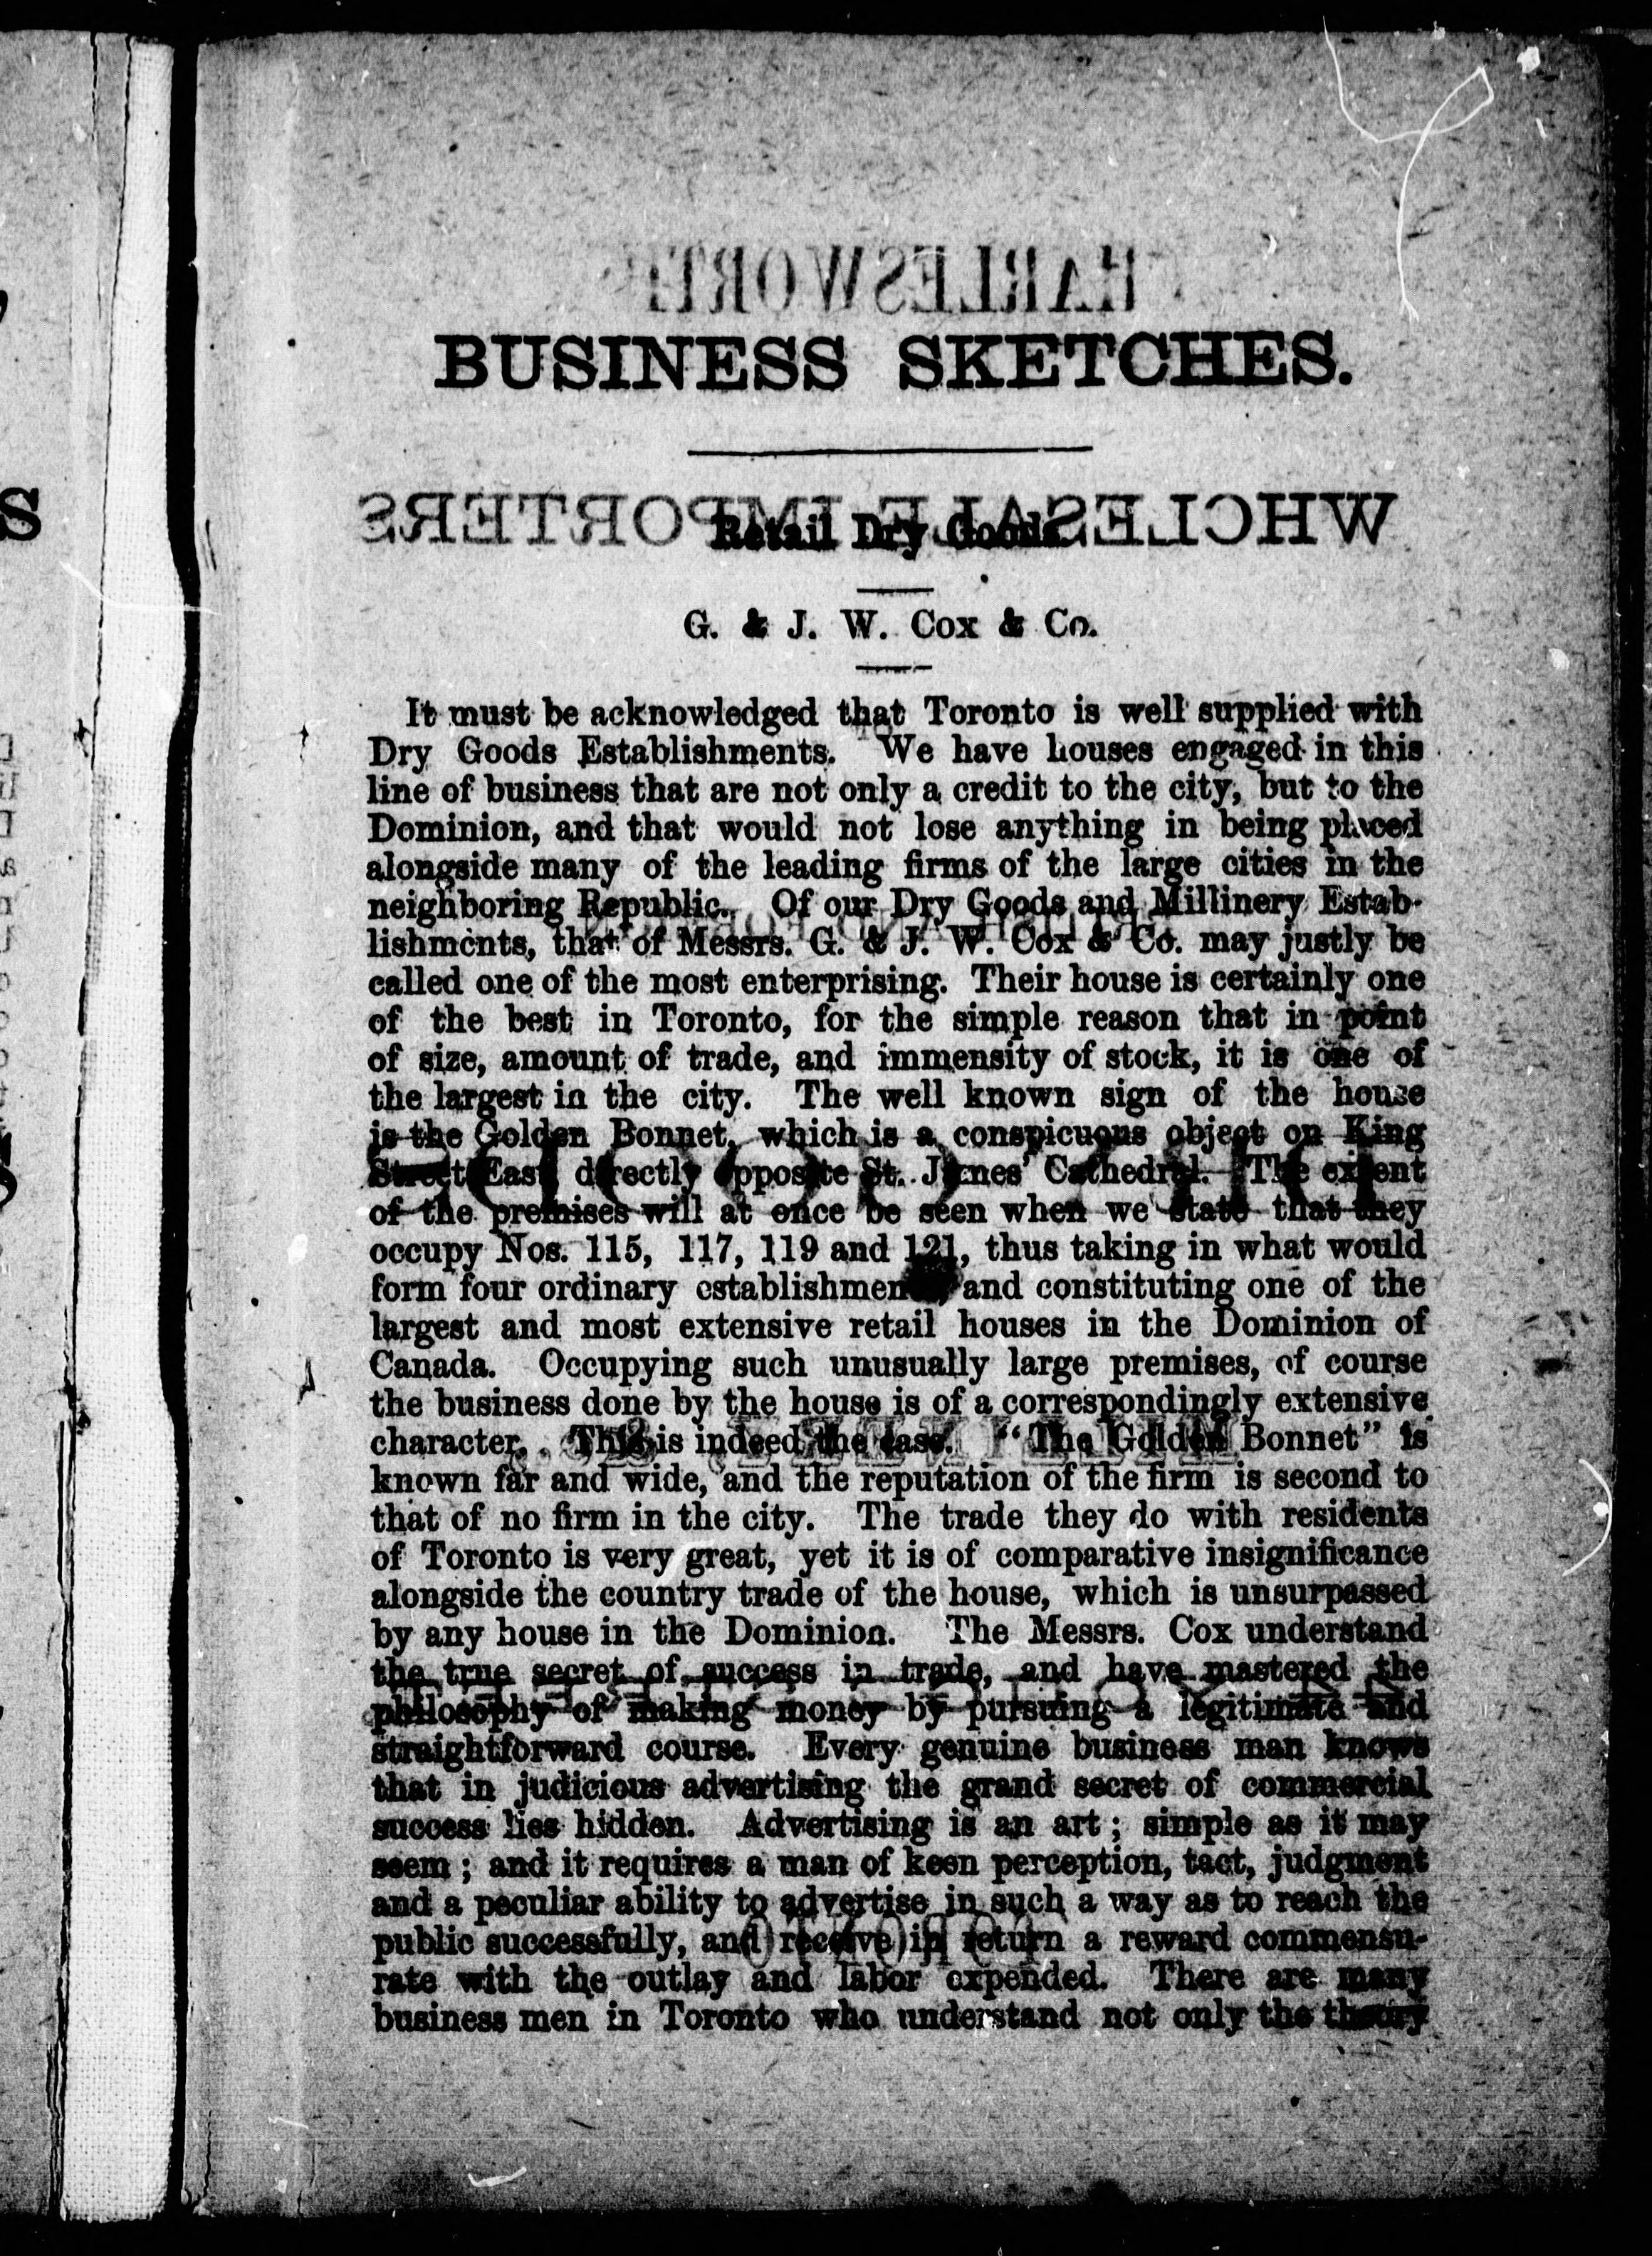 BUSINESS SKETCHES.
Retail Dry Goods
G. & J. W. Cox & Co.
It must be acknowledged that Toronto is well supplied with
Dry Goods Establishments. We have houses engaged in this
line of business that are not only a credit to the city, but to the
Dominion, and that would not lose anything in being placed
alongside many of the leading firms of the large cities in the
neighboring Republic. Of our Dry Goods and Millinery Estab-
lishments, that of Messrs. G. & J. W. Cox & Co. may justly be
called one of the most enterprising. Their house is certainly one
of the best in Toronto, for the simple reason that in point
of size, amount of trade, and immensity of stock, it is one of
the largest in the city. The well known sign of the house
is the Golden Bonnet, which is a conspicuous object on King
Street East directly opposite St. James' Cathedral. The extent
of the premises will at once be seen when we state that they
occupy Nos. 115, 117, 119 and 121, thus taking in what would
form four ordinary establishments, and constituting one of the
largest and most extensive retail houses in the Dominion of
Canada. Occupying such unusually large premises, of course
the business done by the house is of a correspondingly extensive
character. This is indeed the case. "The Golden Bonnet" is
known far and wide, and the reputation of the firm is second to
that of no firm in the city. The trade they do with residents
of Toronto is very great, yet it is of comparative insignificance
alongside the country trade of the house, which is unsurpassed
by any house in the Dominion. The Messrs. Cox understand
the true secret of success in trade, and have mastered the
philosophy of making money by pursuing a legitimate and
straightforward course. Every genuine business man knows
that in judicious advertising the grand secret of commercial
success lies hidden. Advertising is an art; simple as it may
seem; and it requires a man of keen perception, tact, judgment
and a peculiar ability to advertise in such a way as to reach the
public successfully, and receive in return a reward commensu-
rate with the outlay and labor expended. There are many
business men in Toronto who understand not only the theory